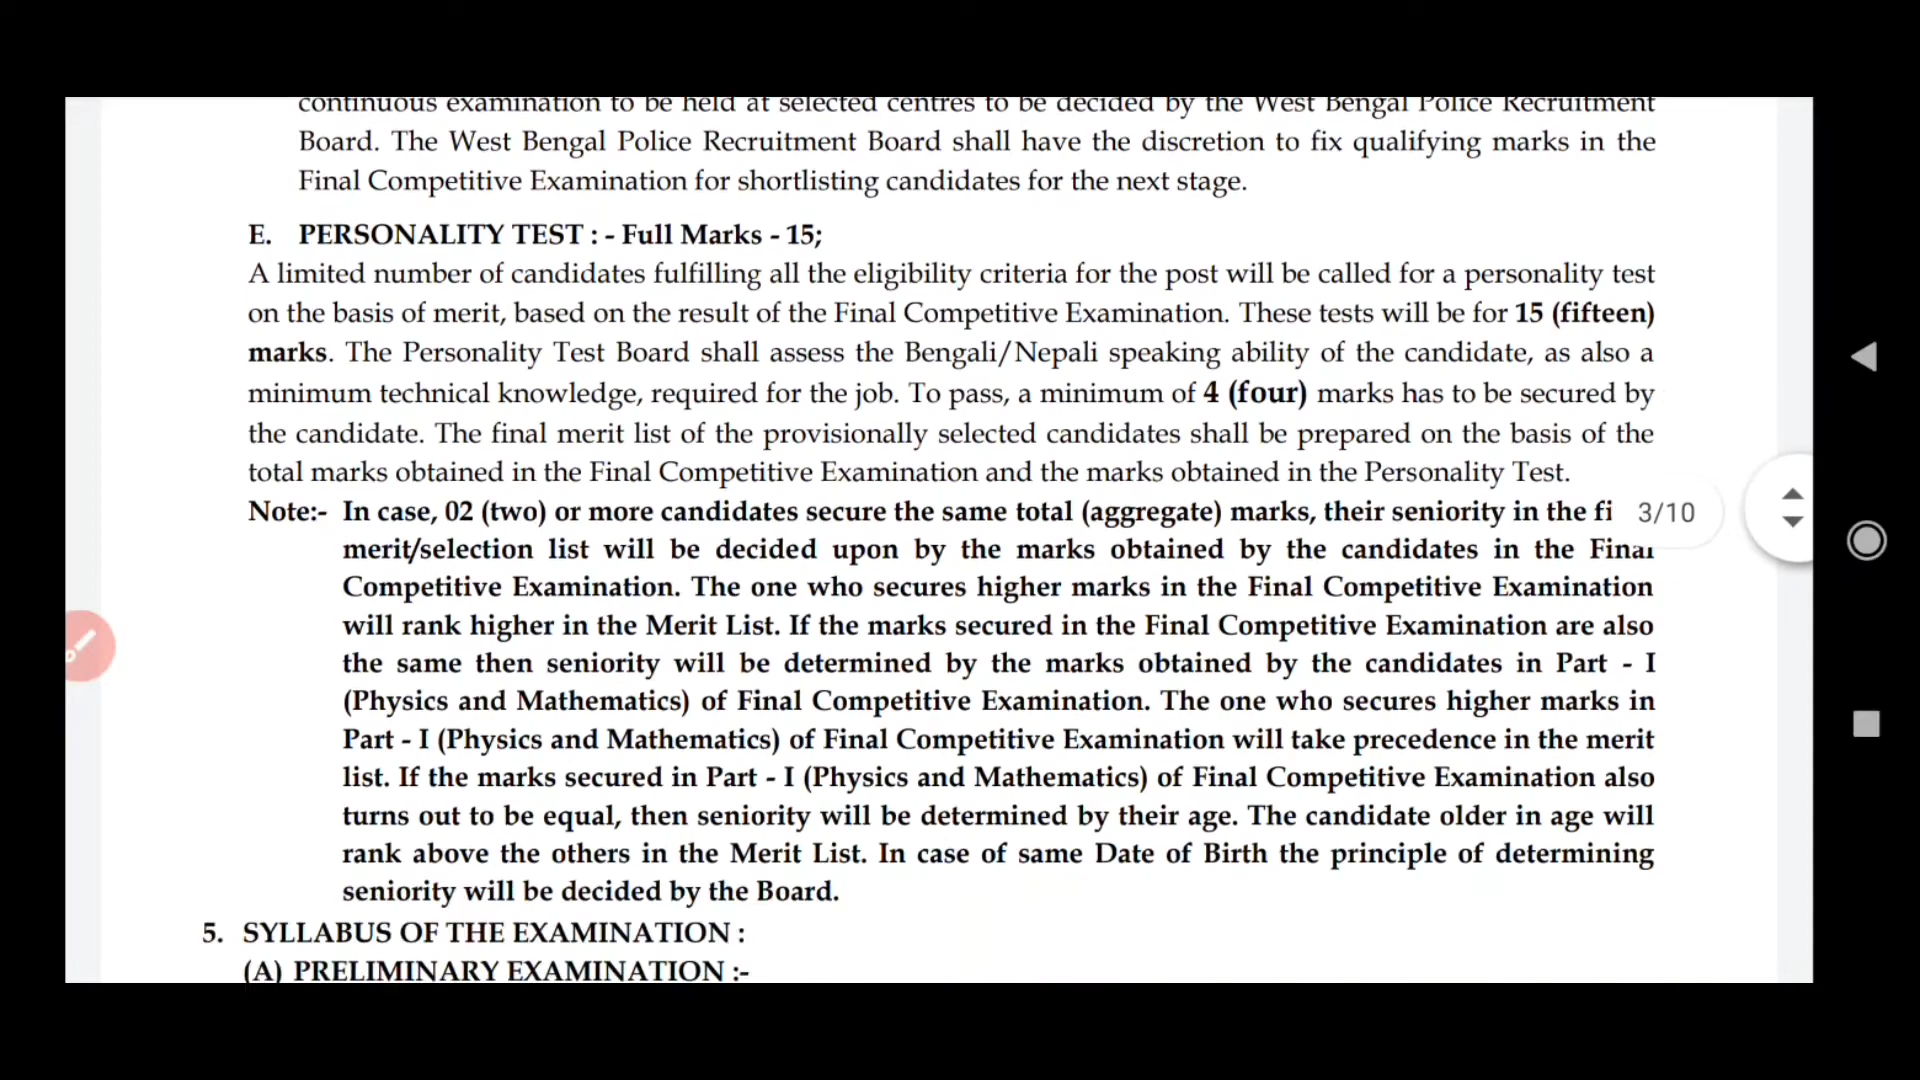 continuous examination to be held at selected centres to be decided by the West Bengal Police Recruitment
Board. The West Bengal Police Recruitment Board shall have the discretion to fix qualifying marks in the
Final Competitive Examination for shortlisting candidates for the next stage.
E. PERSONALITY TEST : - Full Marks - 15;
A limited number of candidates fulfilling all the eligibility criteria for the post will be called for a personality test
on the basis of merit, based on the result of the Final Competitive Examination. These tests will be for 15 (fifteen)
marks. The Personality Test Board shall assess the Bengali/Nepali speaking ability of the candidate, as also a
minimum technical knowledge, required for the job. To pass, a minimum of 4 (four) marks has to be secured by
the candidate. The final merit list of the provisionally selected candidates shall be prepared on the basis of the
total marks obtained in the Final Competitive Examination and the marks obtained in the Personality Test.
Note:- In case, 02 (two) or more candidates secure the same total (aggregate) marks, their seniority in the fi
3/10
merit/selection list will be decided upon by the marks obtained by the candidates in the Final
Competitive Examination. The one who secures higher marks in the Final Competitive Examination
will rank higher in the Merit List. If the marks secured in the Final Competitive Examination are also
the same then seniority will be determined by the marks obtained by the candidates in Part - I
(Physics and Mathematics) of Final Competitive Examination. The one who secures higher marks in
Part - I (Physics and Mathematics) of Final Competitive Examination will take precedence in the merit
list. If the marks secured in Part - I (Physics and Mathematics) of Final Competitive Examination also
turns out to be equal, then seniority will be determined by their age. The candidate older in age will
rank above the others in the Merit List. In case of same Date of Birth the principle of determining
seniority will be decided by the Board.
5. SYLLABUS OF THE EXAMINATION :
(A) PRELIMINARY EXAMINATION :-